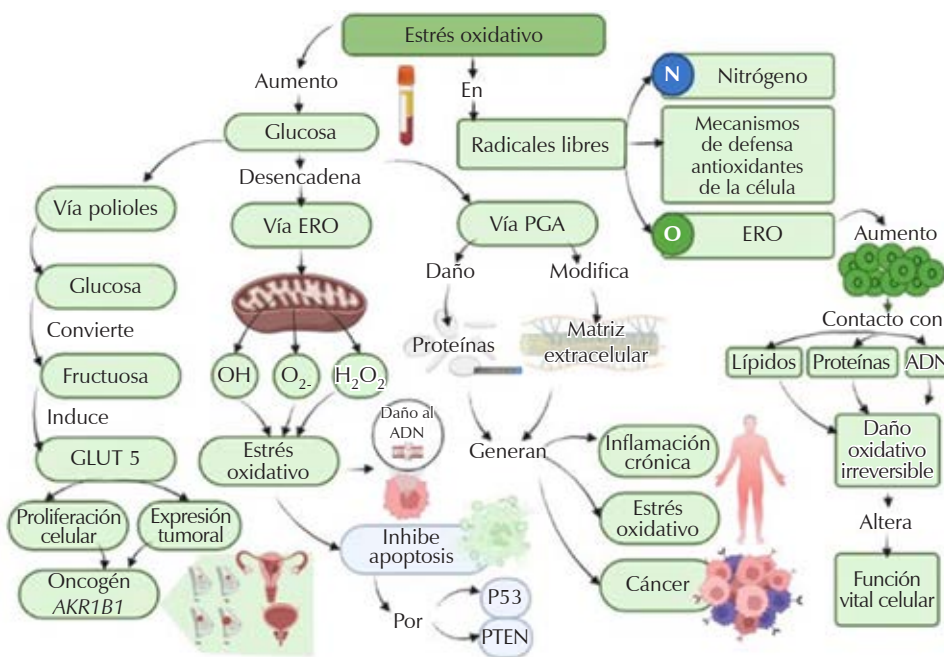 Estrés oxidativo
Aumento
En
Glucosa
Radicales libres
N
Nitrógeno
Mecanismos
de defensa
antioxidantes
de la célula
O
ERO
Aumento
Desencadena
Vía polioles
Vía ERO
Vía PGA
Glucosa
Convierte
Fructuosa
Induce
GLUT 5
Proliferación
celular
Expresión
tumoral
Oncogén
AKR1B1
OH
O2-
H2O2
Estrés
oxidativo
Daño al
ADN
Inhibe
apoptosis
Por
P53
PTEN
Daño
Modifica
Proteínas
Matriz
extracelular
Generan
Inflamación
crónica
Estrés
oxidativo
Cáncer
Contacto con
Lípidos
Proteínas
ADN
Daño
oxidativo
irreversible
Altera
Función
vital celular